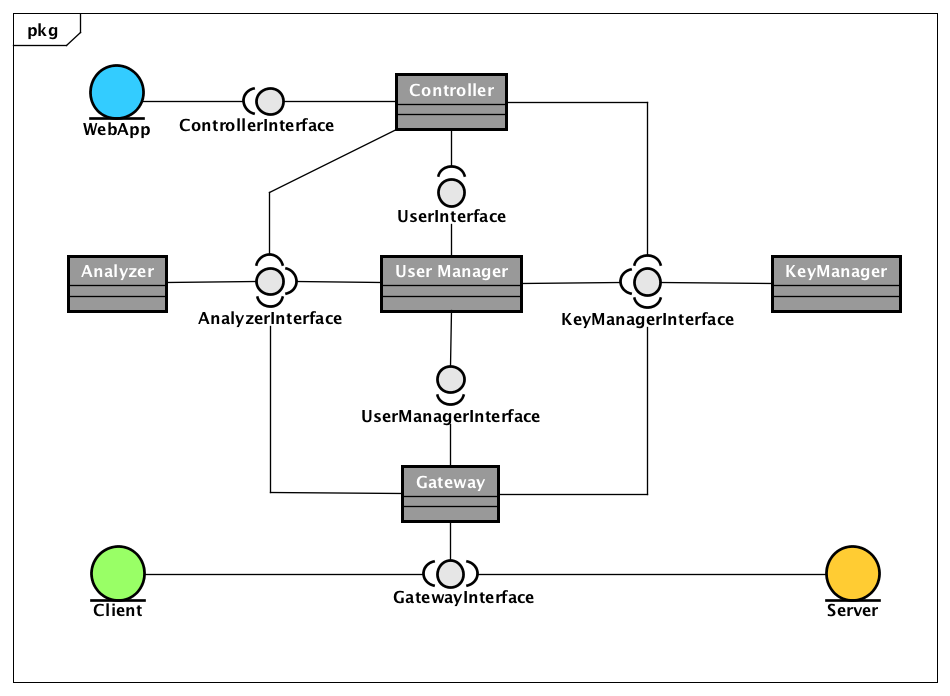 pkg
Controller
WebApp
ControllerInterface
UserInterface
Analyzer
User Manager
KeyManager
AnalyzerInterface
KeyManagerInterface
UserManagerInterface
Gateway
Client
GatewayInterface
Server